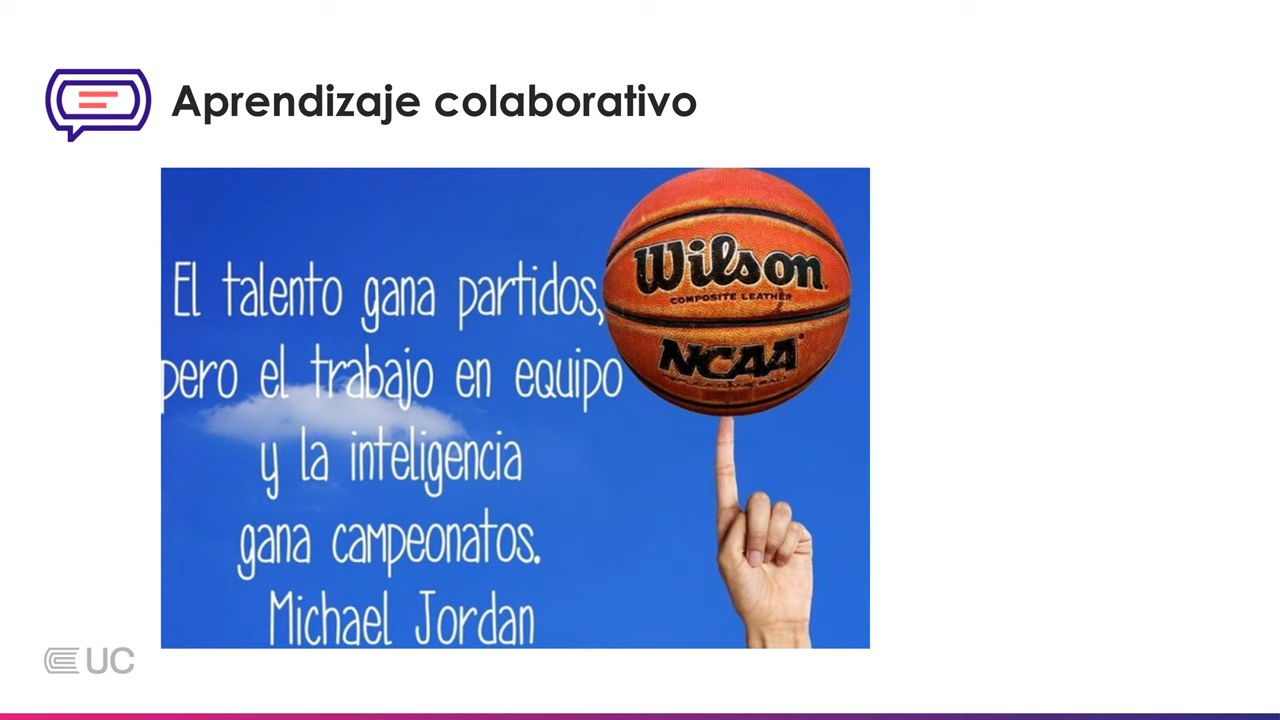 Aprendizaje colaborativo
El talento gana partidos,
pero el trabajo en equipo
y la inteligencia
gana campeonatos.
Michael Jordan
Wilson
COMPOSITE LEATHER
NCAA
UC